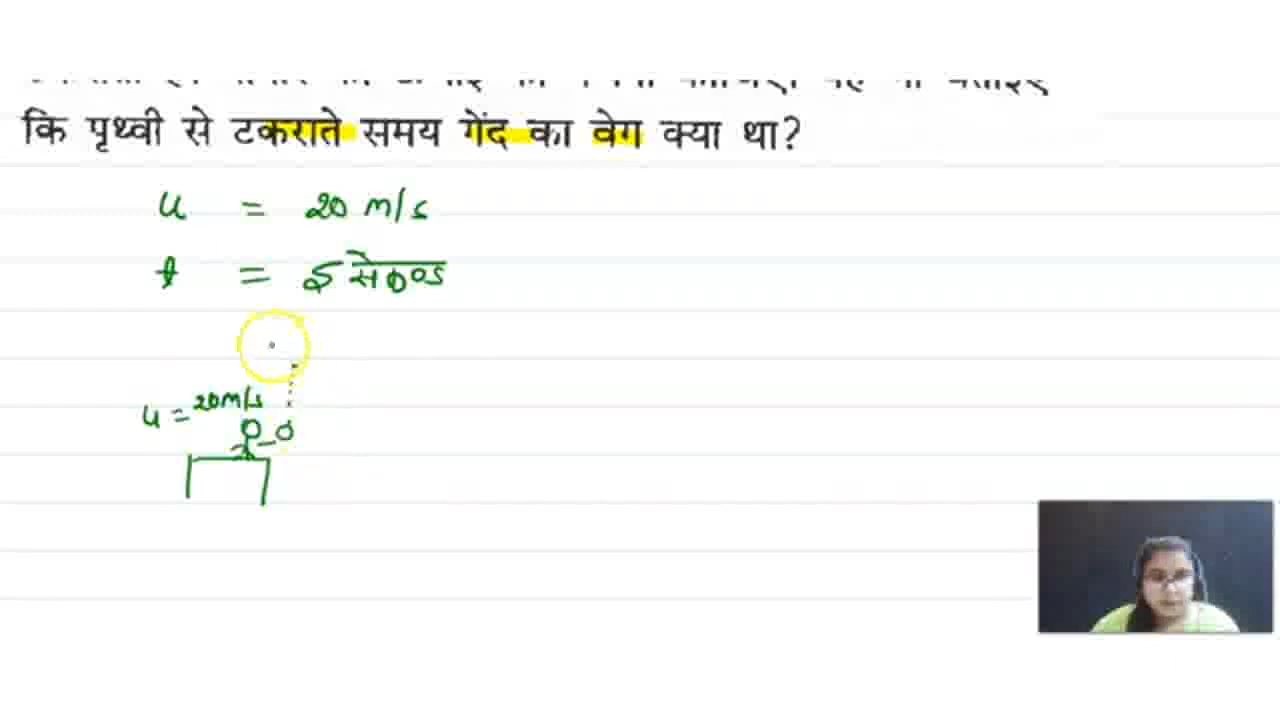 कि पृथ्वी से टकराते समय गेंद का वेग क्या था?
u = 20 m/s
t = 5 सेकण्ड
u = 20m/s